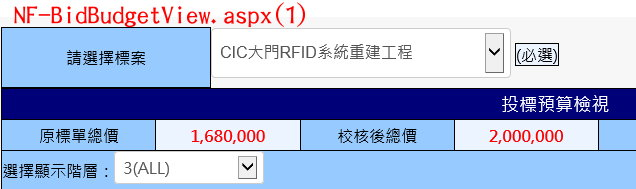 NF-BidBudgetView.aspx(1)
請選擇標案 CIC大門RFID系統重建工程 (必選)
投標預算檢視
原標單總價 1,680,000 校核後總價 2,000,000
選擇顯示階層：3(ALL)